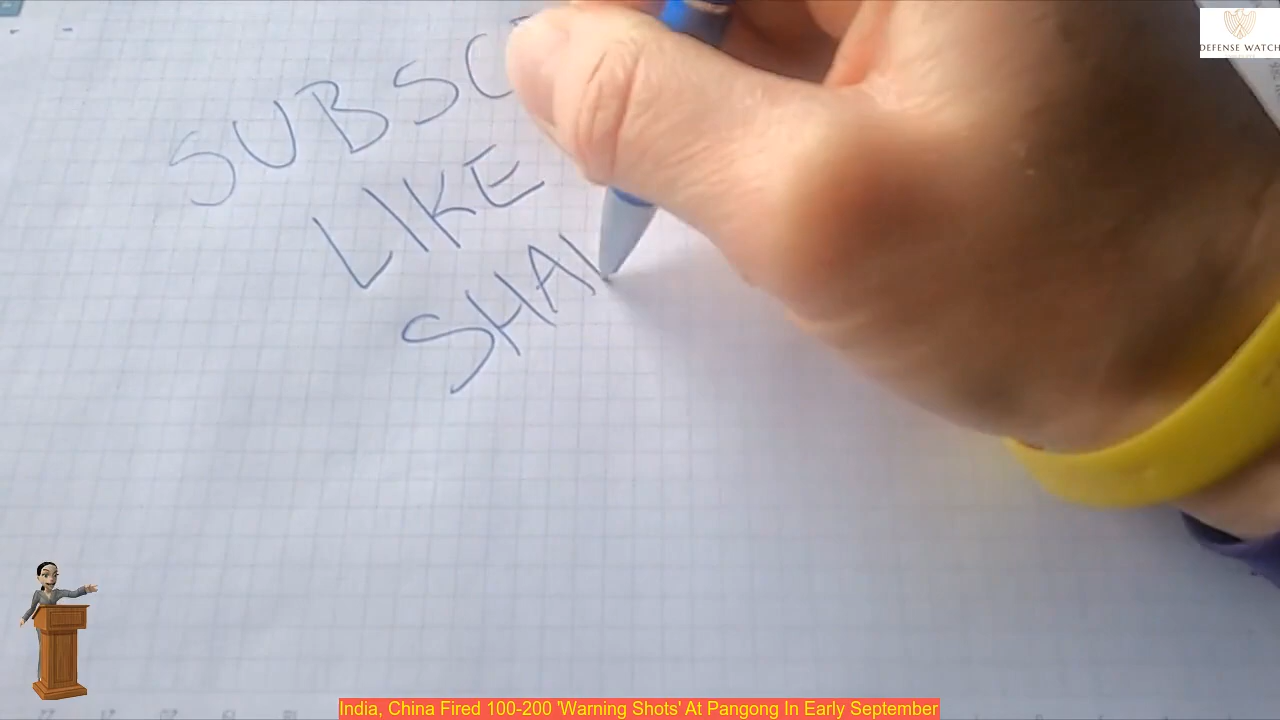 DEFENSE WATCH
SUBSC
LIKE
SHA
India, China Fired 100-200 'Warning Shots' At Pangong In Early September